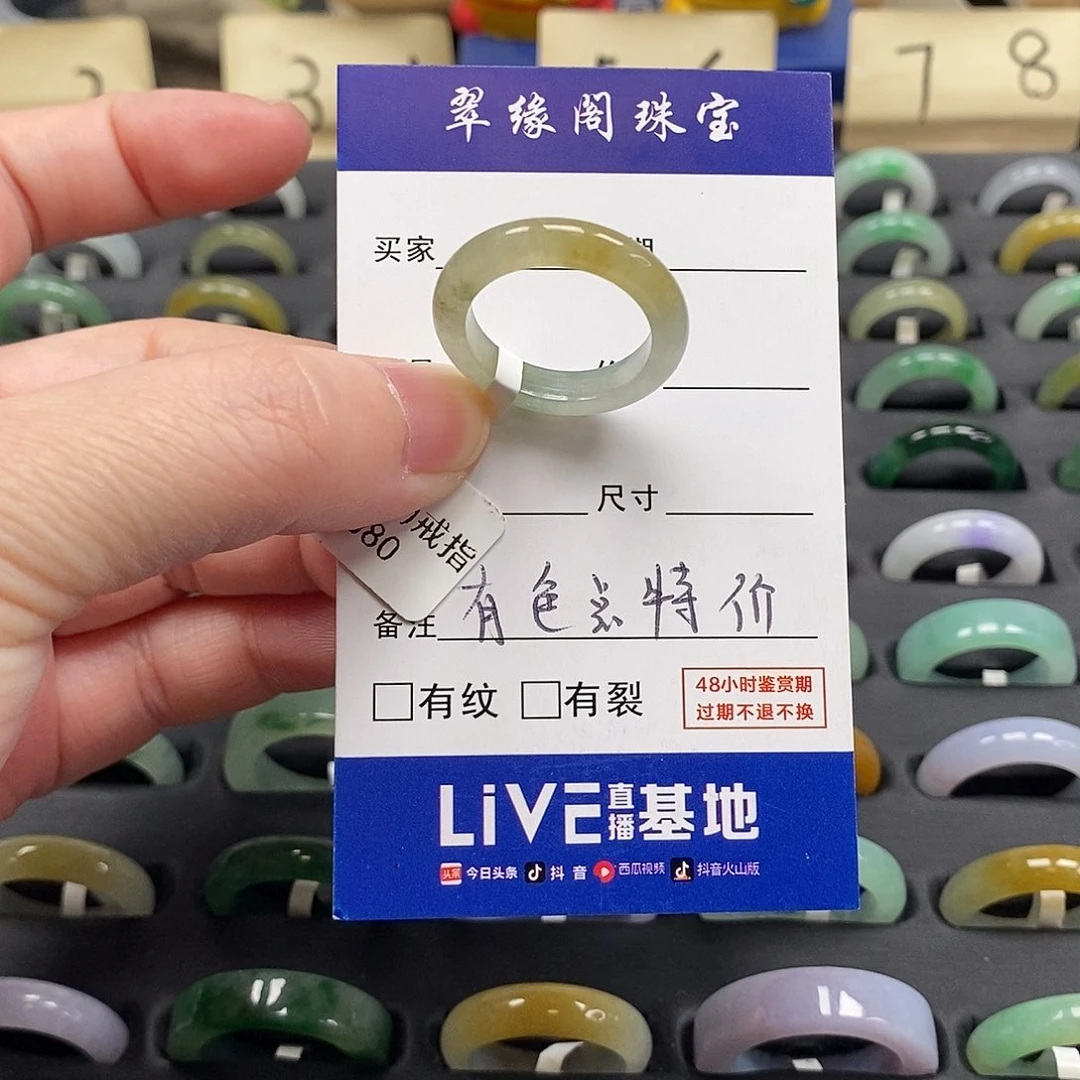 3
7 8
翠缘阁珠宝
买家 期
尺寸
戒指
80
备注 有色点特价
有纹 有裂
48小时鉴赏期
过期不退不换
LiVE直播基地
今日头条 抖音 西瓜视频 抖音火山版